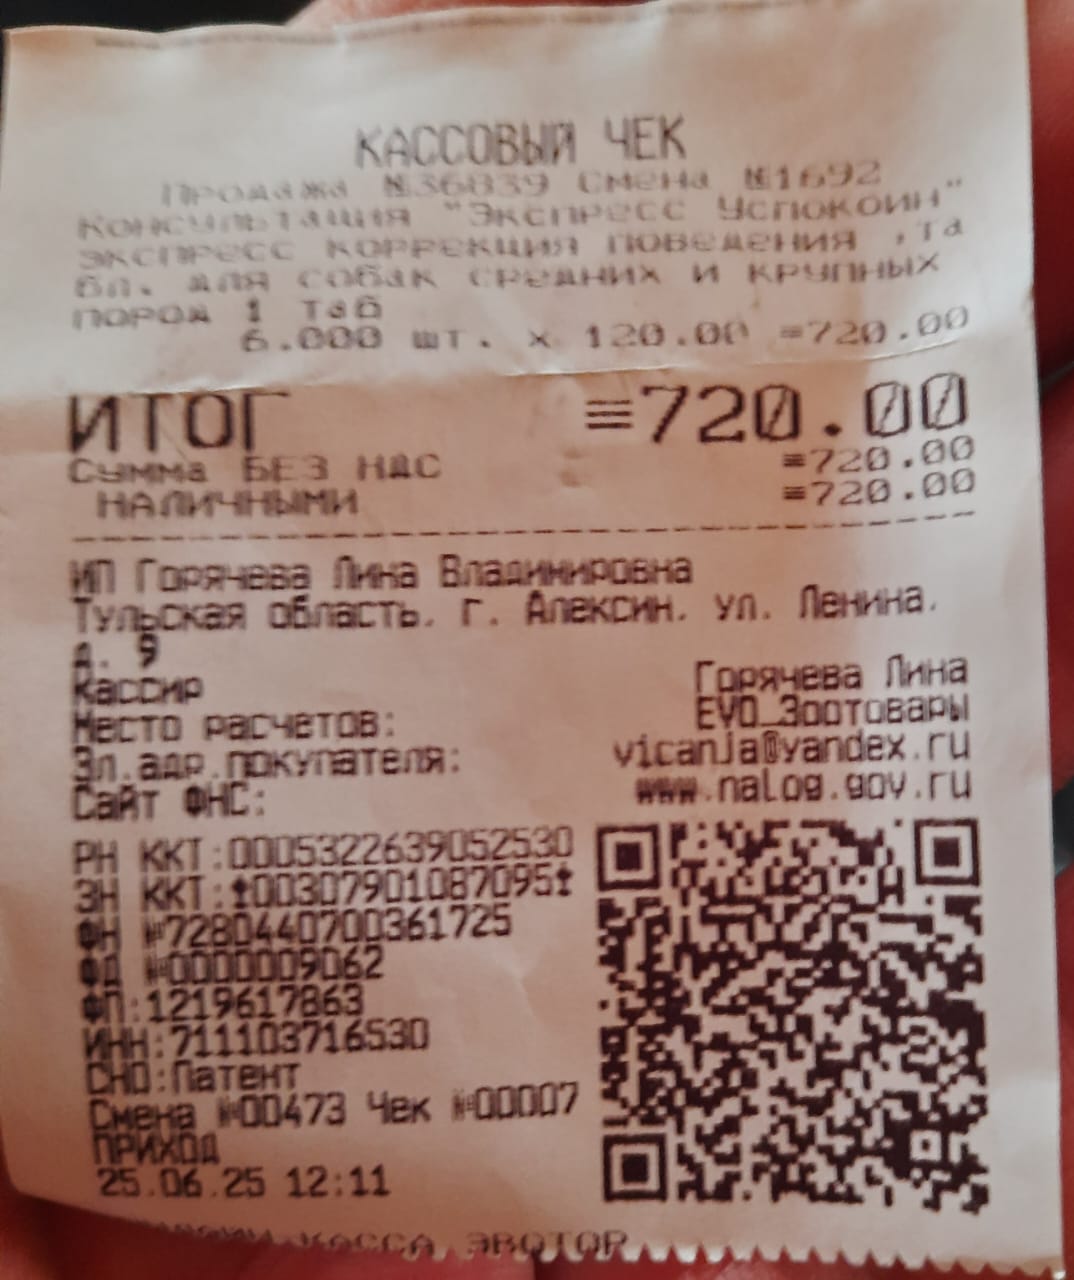 КАССОВЫЙ ЧЕК
Продажа №36839 Смена №1692
Консультация "Экспресс Успокоин"
экспресс коррекция поведения ,та
бл. для собак средних и крупных
пород 1 таб
6.000 шт. x 120.00 =720.00
ИТОГ ≡720.00
Сумма БЕЗ НДС ≡720.00
НАЛИЧНЫМИ ≡720.00
ИП Горячева Лина Владимировна
Тульская область. г. Алексин. ул. Ленина.
д. 9
Кассир Горячева Лина
Место расчетов: EVO_Зоотовары
Эл.адр.покупателя: vicanja@yandex.ru
Сайт ФНС: www.nalog.gov.ru
РН ККТ:0005322639052530
ЗН ККТ:↥00307901087095↥
ФН №7280440700361725
ФД №0000009062
ФП:1219617863
ИНН:711103716530
СНО:Патент
Смена №00473 Чек №00007
ПРИХОД
25.06.25 12:11
КАССА ЭВОТОР